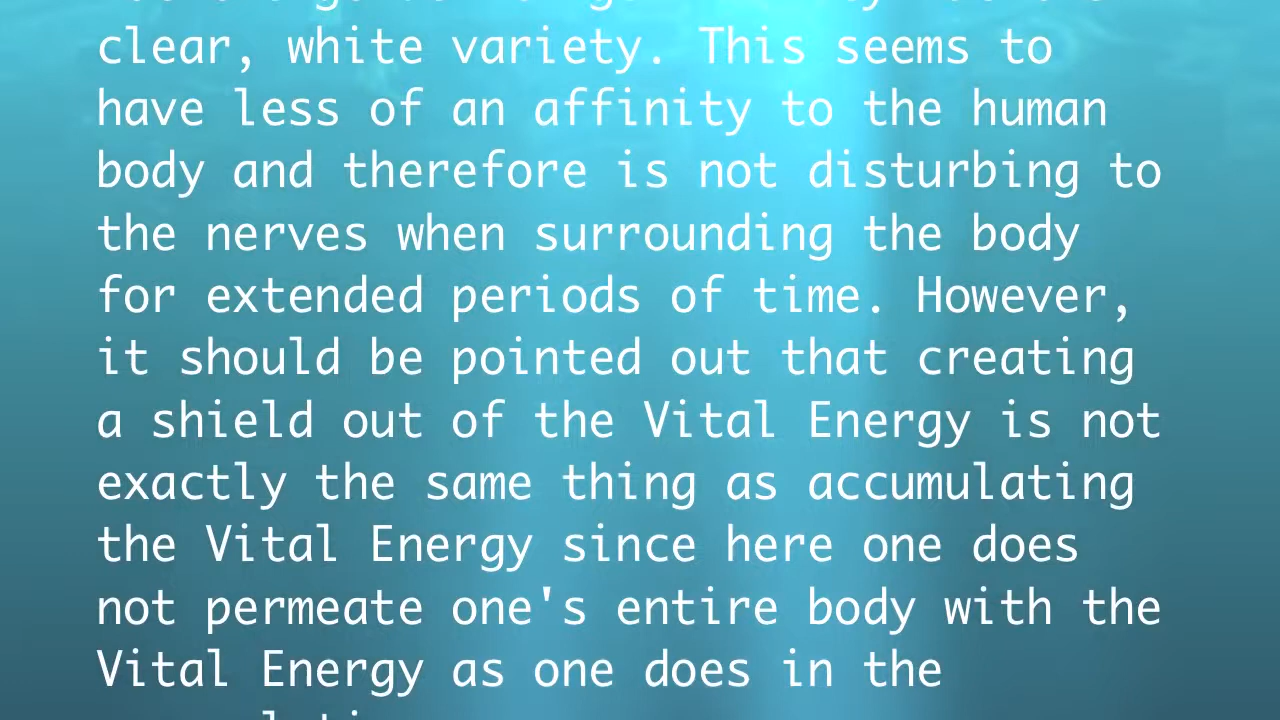 clear, white variety. This seems to
have less of an affinity to the human
body and therefore is not disturbing to
the nerves when surrounding the body
for extended periods of time. However,
it should be pointed out that creating
a shield out of the Vital Energy is not
exactly the same thing as accumulating
the Vital Energy since here one does
not permeate one's entire body with the
Vital Energy as one does in the